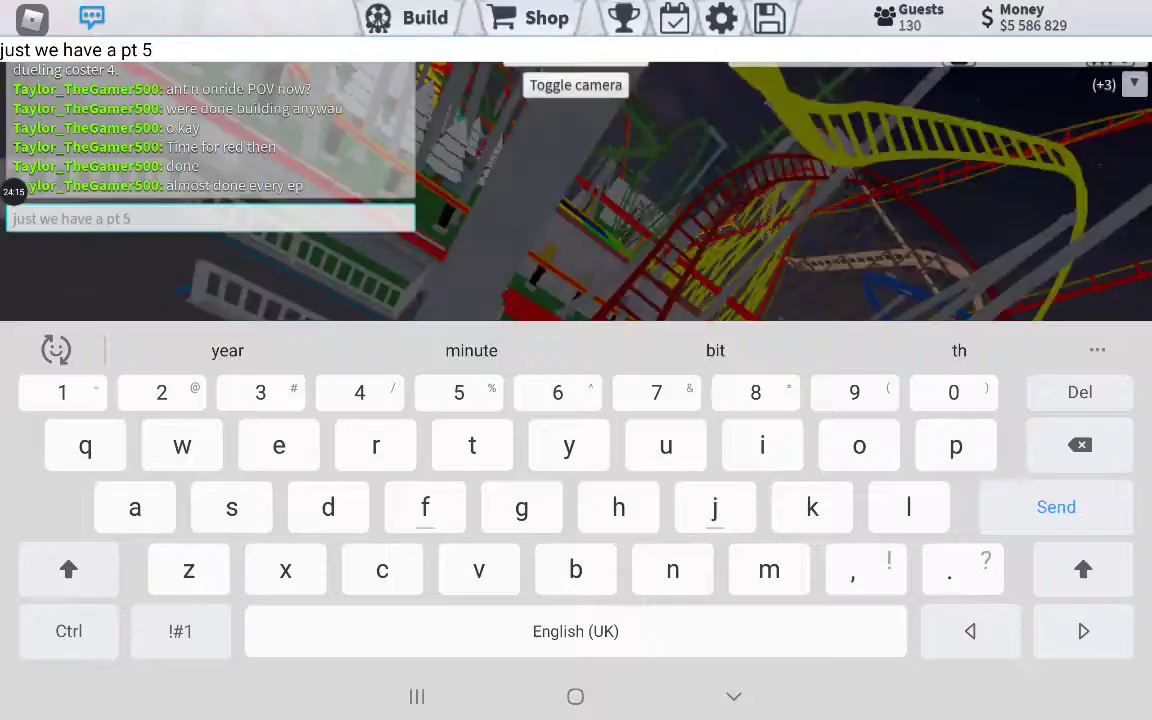 Build
Shop
Guests
130
Money
$5 586 829
just we have a pt 5
dueling coster 4.
Taylor_TheGamer500: ant n onride POV now?
Taylor_TheGamer500: were done building anywau
Taylor_TheGamer500: o kay
Taylor_TheGamer500: Time for red then
Taylor_TheGamer500: done
ylor_TheGamer500: almost done every ep
24:15
just we have a pt 5
Toggle camera
(+3)
year minute bit th
1 2 @ 3 # 4 / 5 % 6 ^ 7 & 8 * 9 ( 0 ) Del
q w e r t y u i o p
a s d f g h j k l Send
z x c v b n m , ! . ?
Ctrl !#1 English (UK)